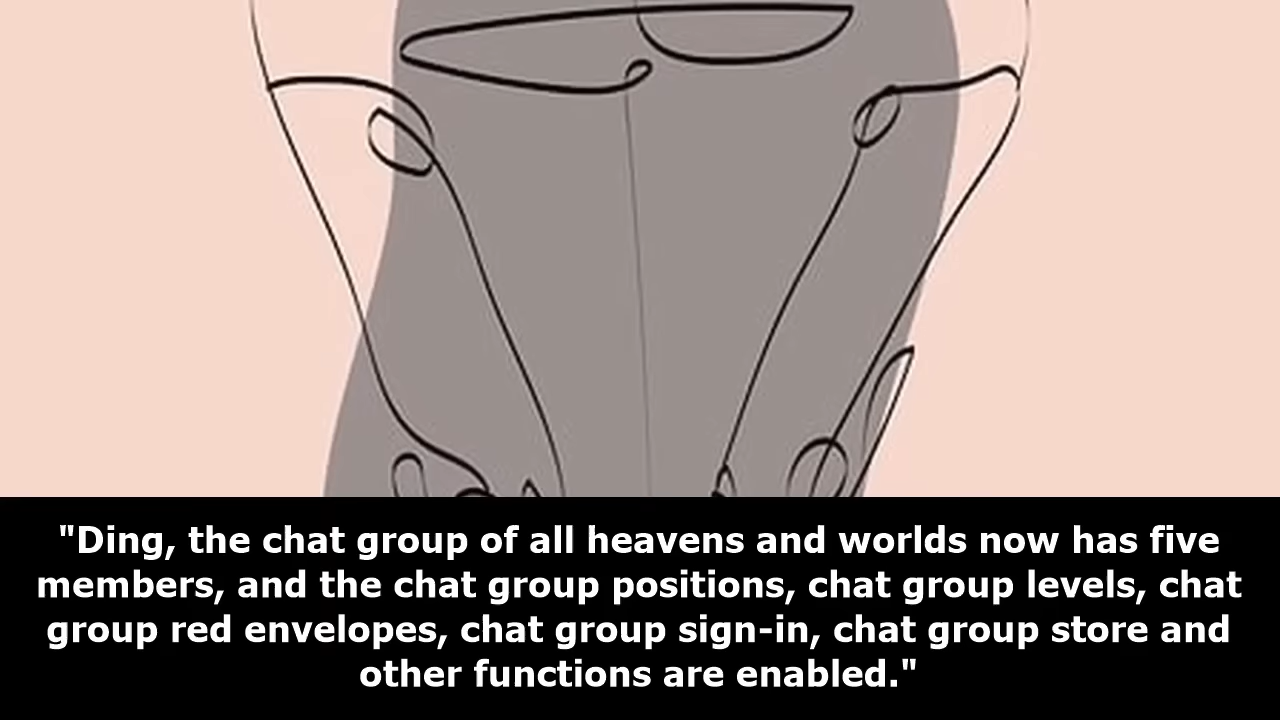 "Ding, the chat group of all heavens and worlds now has five
members, and the chat group positions, chat group levels, chat
group red envelopes, chat group sign-in, chat group store and
other functions are enabled."